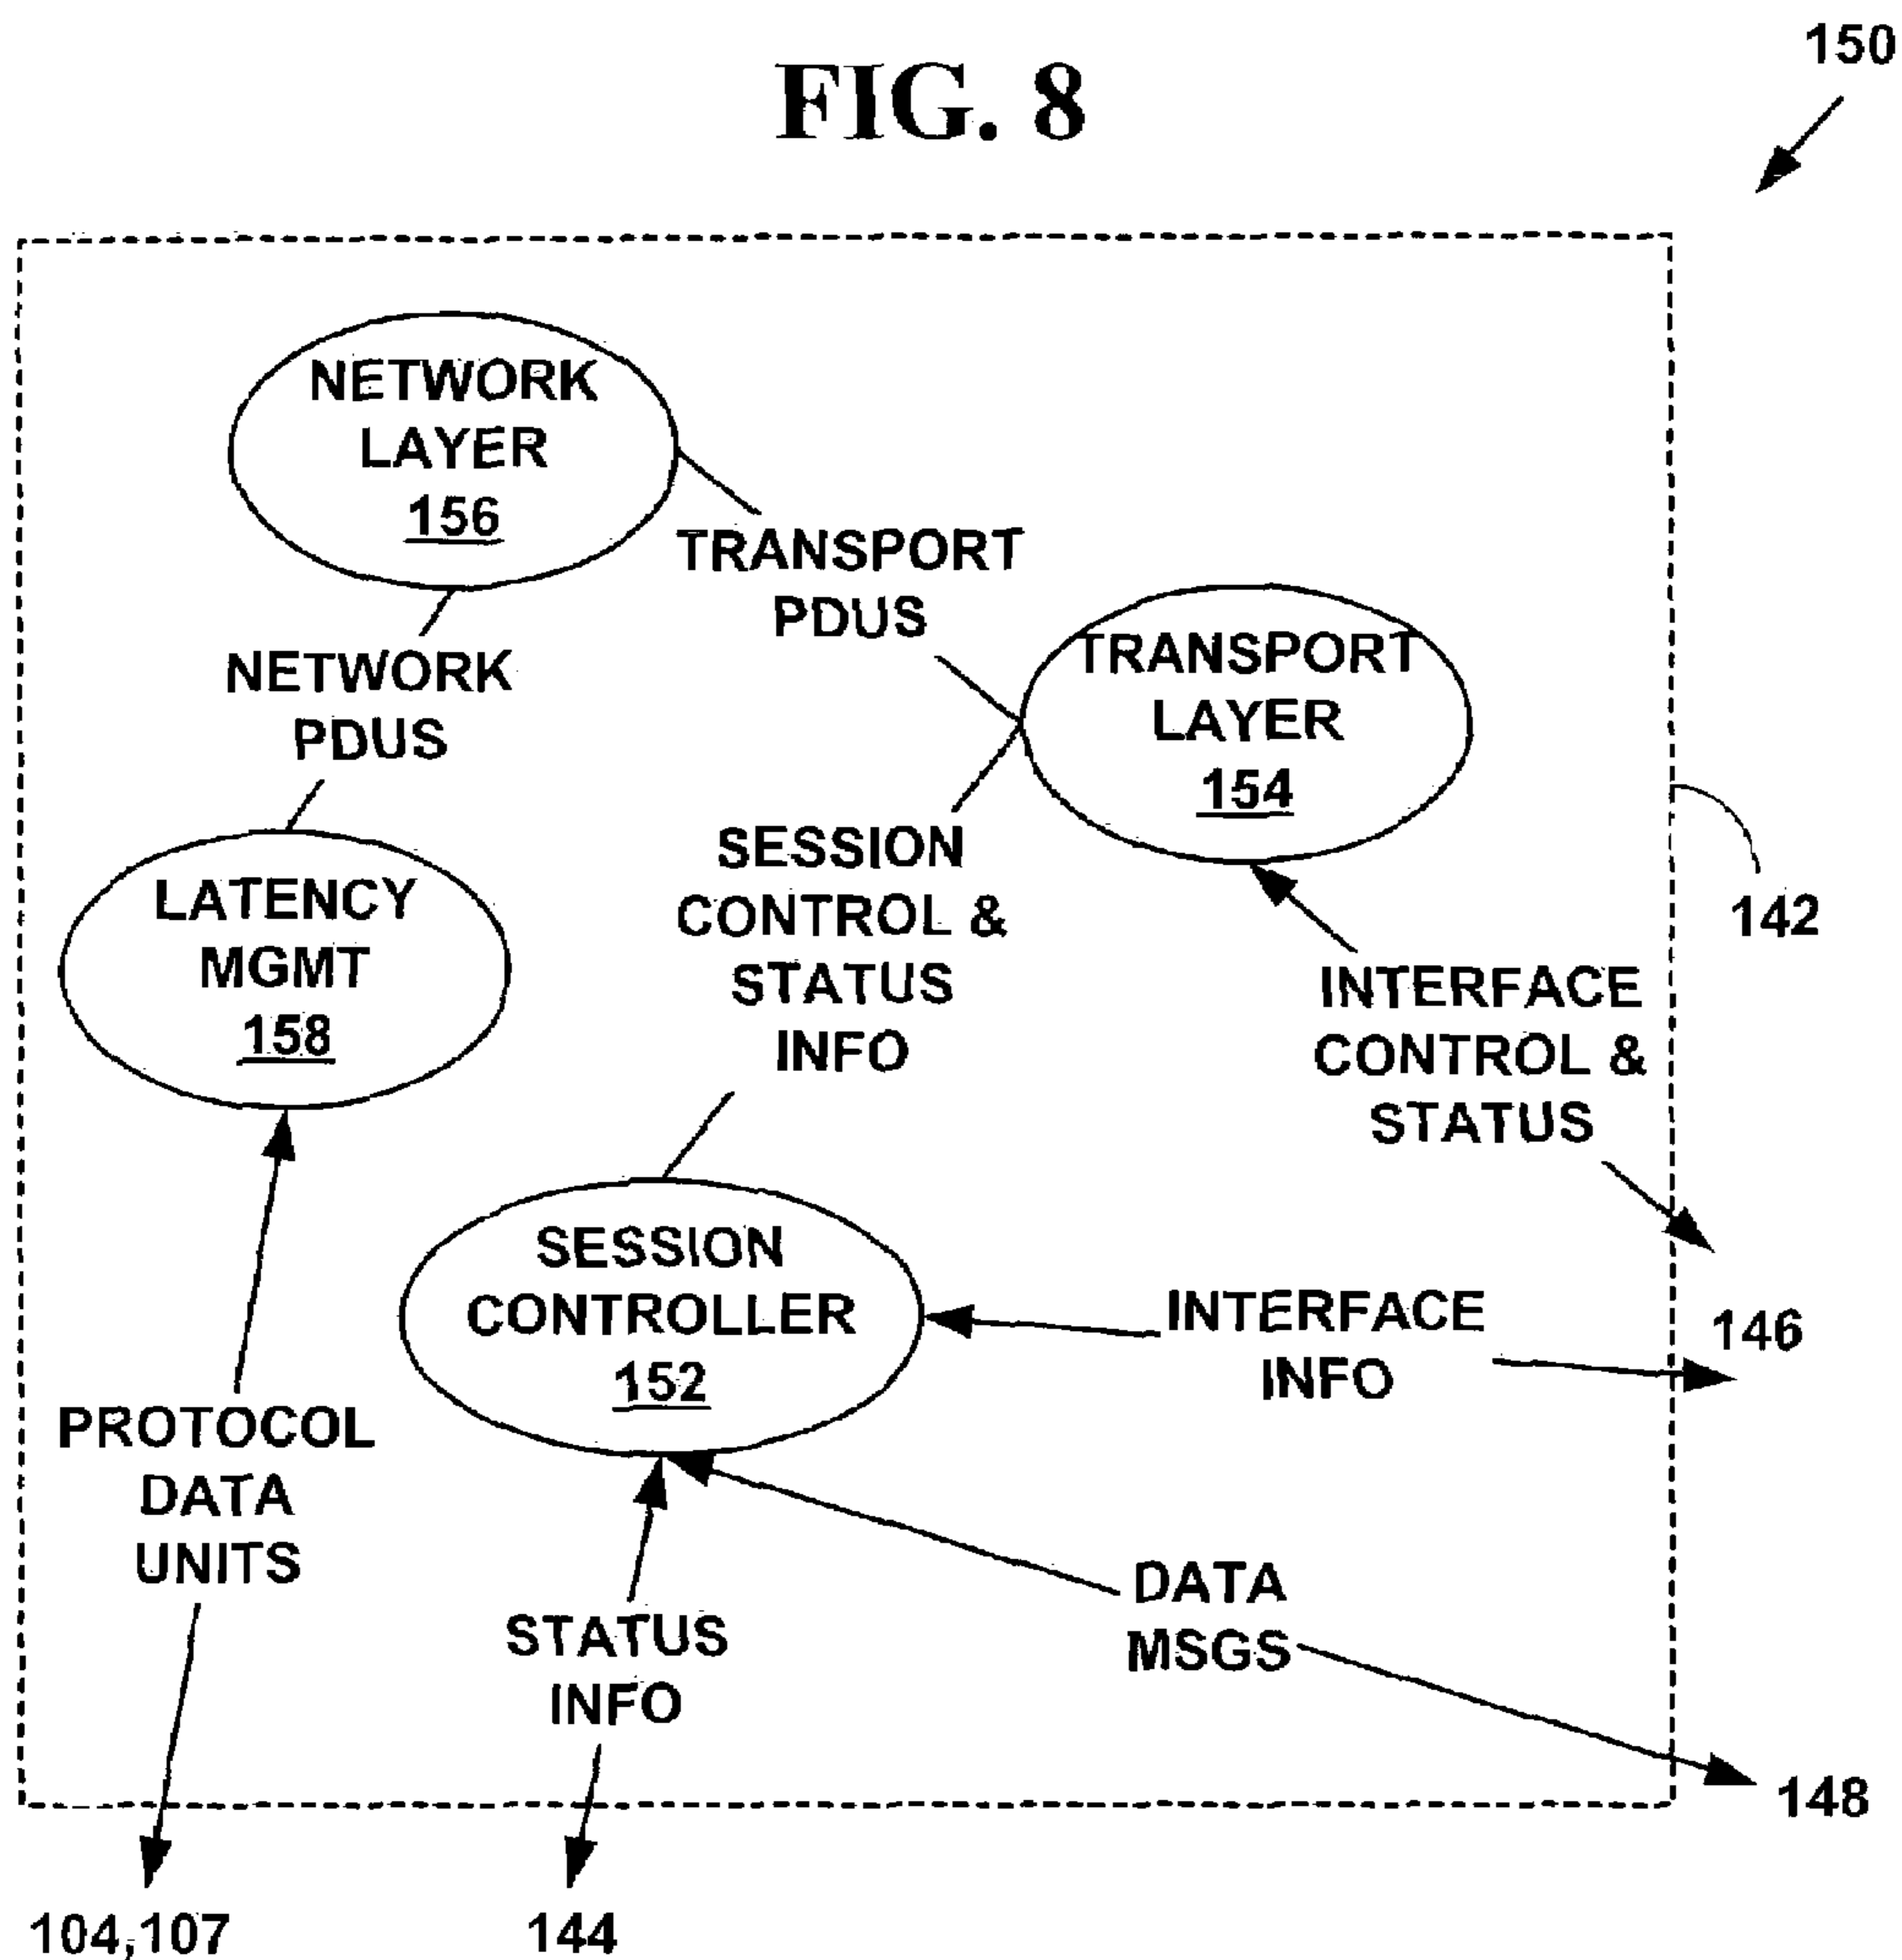 FIG. 8
150
NETWORK
LAYER
156
TRANSPORT
PDUS
NETWORK
PDUS
TRANSPORT
LAYER
154
142
LATENCY
MGMT
158
SESSION
CONTROL &
STATUS
INFO
INTERFACE
CONTROL &
STATUS
146
SESSION
CONTROLLER
152
INTERFACE
INFO
PROTOCOL
DATA
UNITS
STATUS
INFO
DATA
MSGS
148
104,107
144